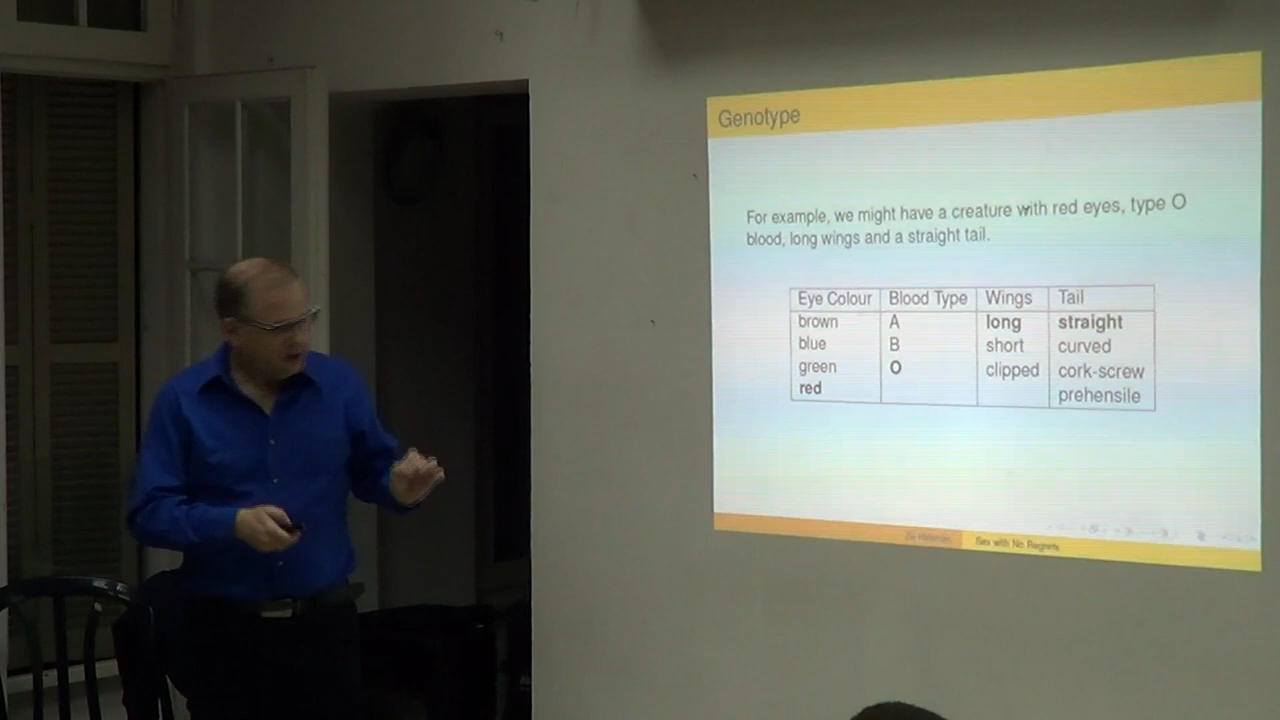 Genotype
For example, we might have a creature with red eyes, type O
blood, long wings and a straight tail.
Eye Colour Blood Type Wings Tail
brown A long straight
blue B short curved
green O clipped cork-screw
red prehensile
Sex with No Regrets